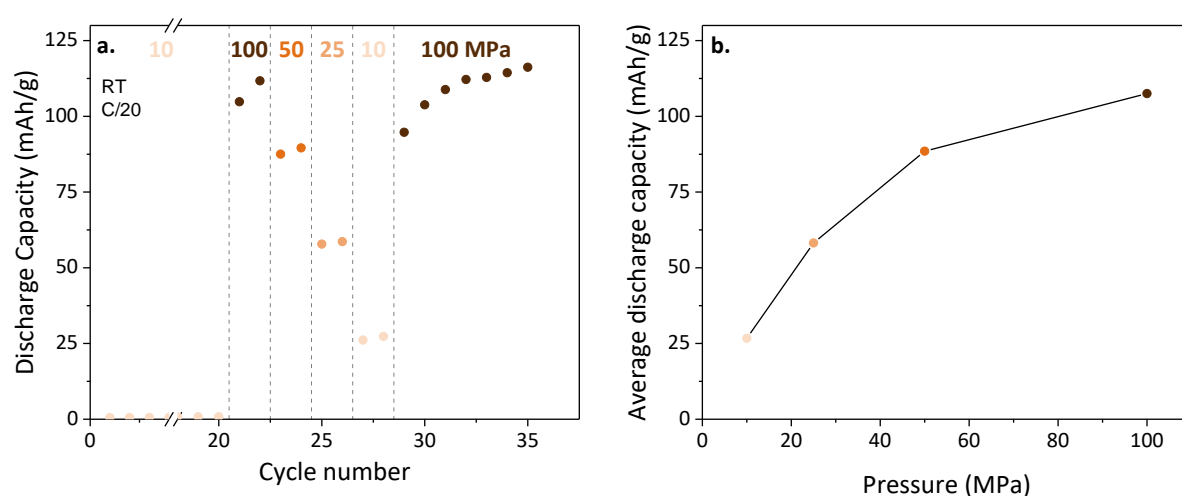 a.
10 100 50 25 10 100 MPa
RT
C/20
125
100
75
50
25
0
0 20 25 30 35
Discharge Capacity (mAh/g)
Cycle number
b.
125
100
75
50
25
0
0 20 40 60 80 100
Average discharge capacity (mAh/g)
Pressure (MPa)